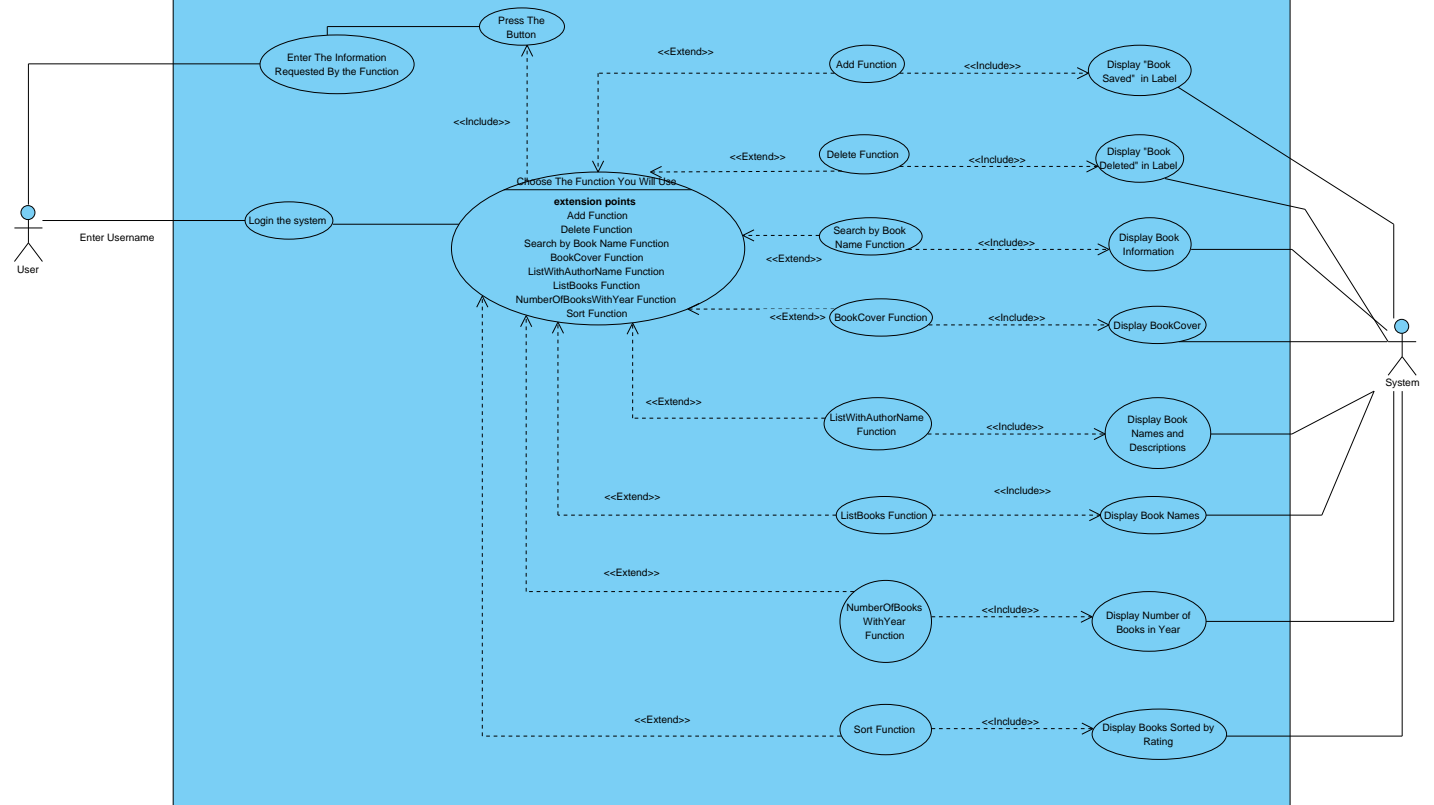 Press The
Button
Enter The Information
Requested By the Function
<<Extend>>
Add Function
<<Include>>
Display "Book
Saved" in Label
<<Include>>
<<Extend>>
Delete Function
<<Include>>
Display "Book
Deleted" in Label
Choose The Function You Will Use
extension points
Add Function
Delete Function
Search by Book Name Function
BookCover Function
ListWithAuthorName Function
ListBooks Function
NumberOfBooksWithYear Function
Sort Function
User
Enter Username
Login the system
<<Extend>>
Search by Book
Name Function
<<Include>>
Display Book
Information
<<Extend>>
BookCover Function
<<Include>>
Display BookCover
System
<<Extend>>
ListWithAuthorName
Function
<<Include>>
Display Book
Names and
Descriptions
<<Extend>>
ListBooks Function
<<Include>>
Display Book Names
<<Extend>>
NumberOfBooks
WithYear
Function
<<Include>>
Display Number of
Books in Year
<<Extend>>
Sort Function
<<Include>>
Display Books Sorted by
Rating